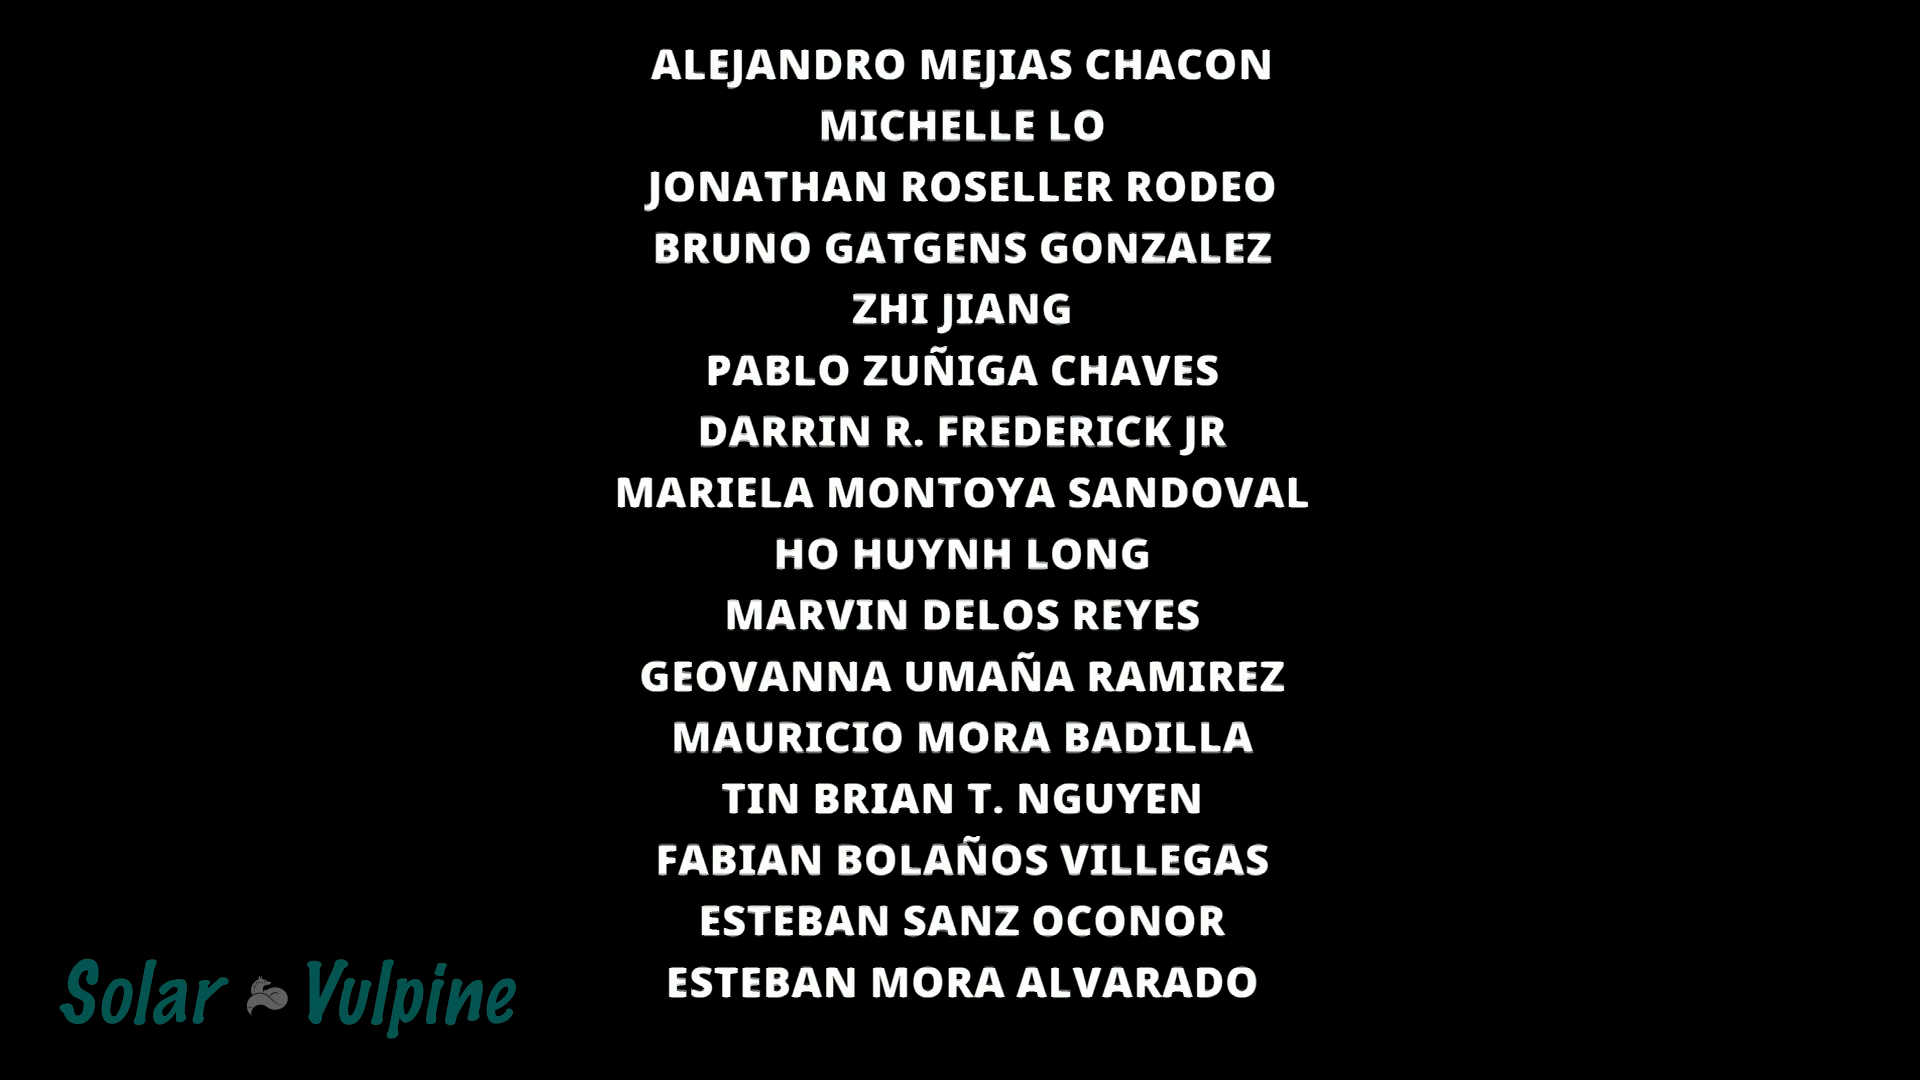 ALEJANDRO MEJIAS CHACON
MICHELLE LO
JONATHAN ROSELLER RODEO
BRUNO GATGENS GONZALEZ
ZHI JIANG
PABLO ZUÑIGA CHAVES
DARRIN R. FREDERICK JR
MARIELA MONTOYA SANDOVAL
HO HUYNH LONG
MARVIN DELOS REYES
GEOVANNA UMAÑA RAMIREZ
MAURICIO MORA BADILLA
TIN BRIAN T. NGUYEN
FABIAN BOLAÑOS VILLEGAS
ESTEBAN SANZ OCONOR
ESTEBAN MORA ALVARADO
Solar Vulpine